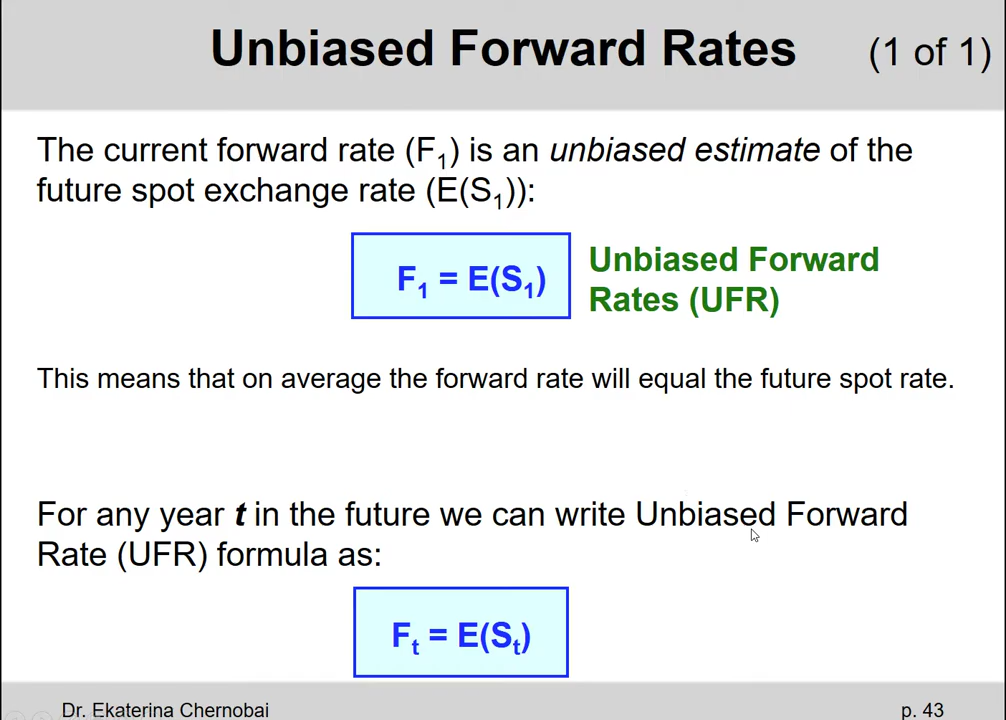 Unbiased Forward Rates (1 of 1)
The current forward rate (F₁) is an unbiased estimate of the
future spot exchange rate (E(S₁)):
F₁ = E(S₁)
Unbiased Forward
Rates (UFR)
This means that on average the forward rate will equal the future spot rate.
For any year t in the future we can write Unbiased Forward
Rate (UFR) formula as:
Fₜ = E(Sₜ)
Dr. Ekaterina Chernobai p. 43